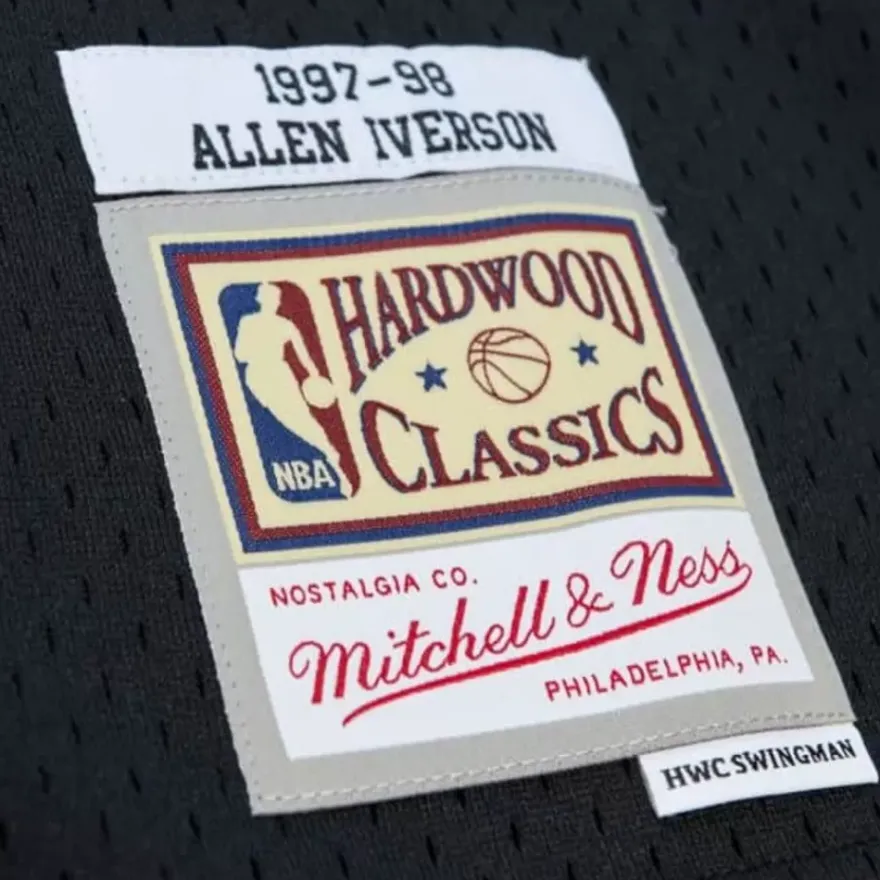 1997-98
ALLEN IVERSON
HARDWOOD
CLASSICS
NBA
NOSTALGIA CO.
Mitchell & Ness
PHILADELPHIA, PA.
HWC SWINGMAN